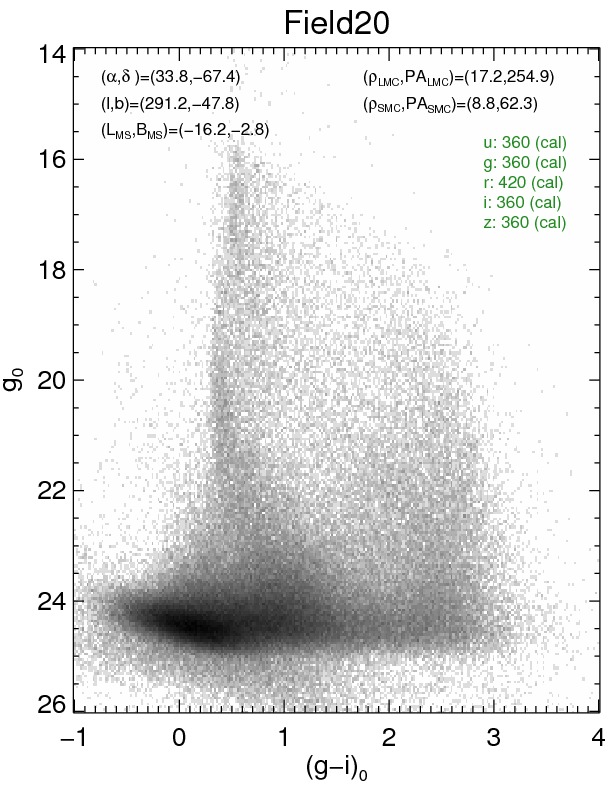 Field20
(α,δ )=(33.8,−67.4)
(ρLMC,PALMC)=(17.2,254.9)
(l,b)=(291.2,−47.8)
(ρSMC,PASMC)=(8.8,62.3)
(LMS,BMS)=(−16.2,−2.8)
u: 360 (cal)
g: 360 (cal)
r: 420 (cal)
i: 360 (cal)
z: 360 (cal)
14
16
18
20
22
24
26
g0
−1 0 1 2 3 4
(g−i)0